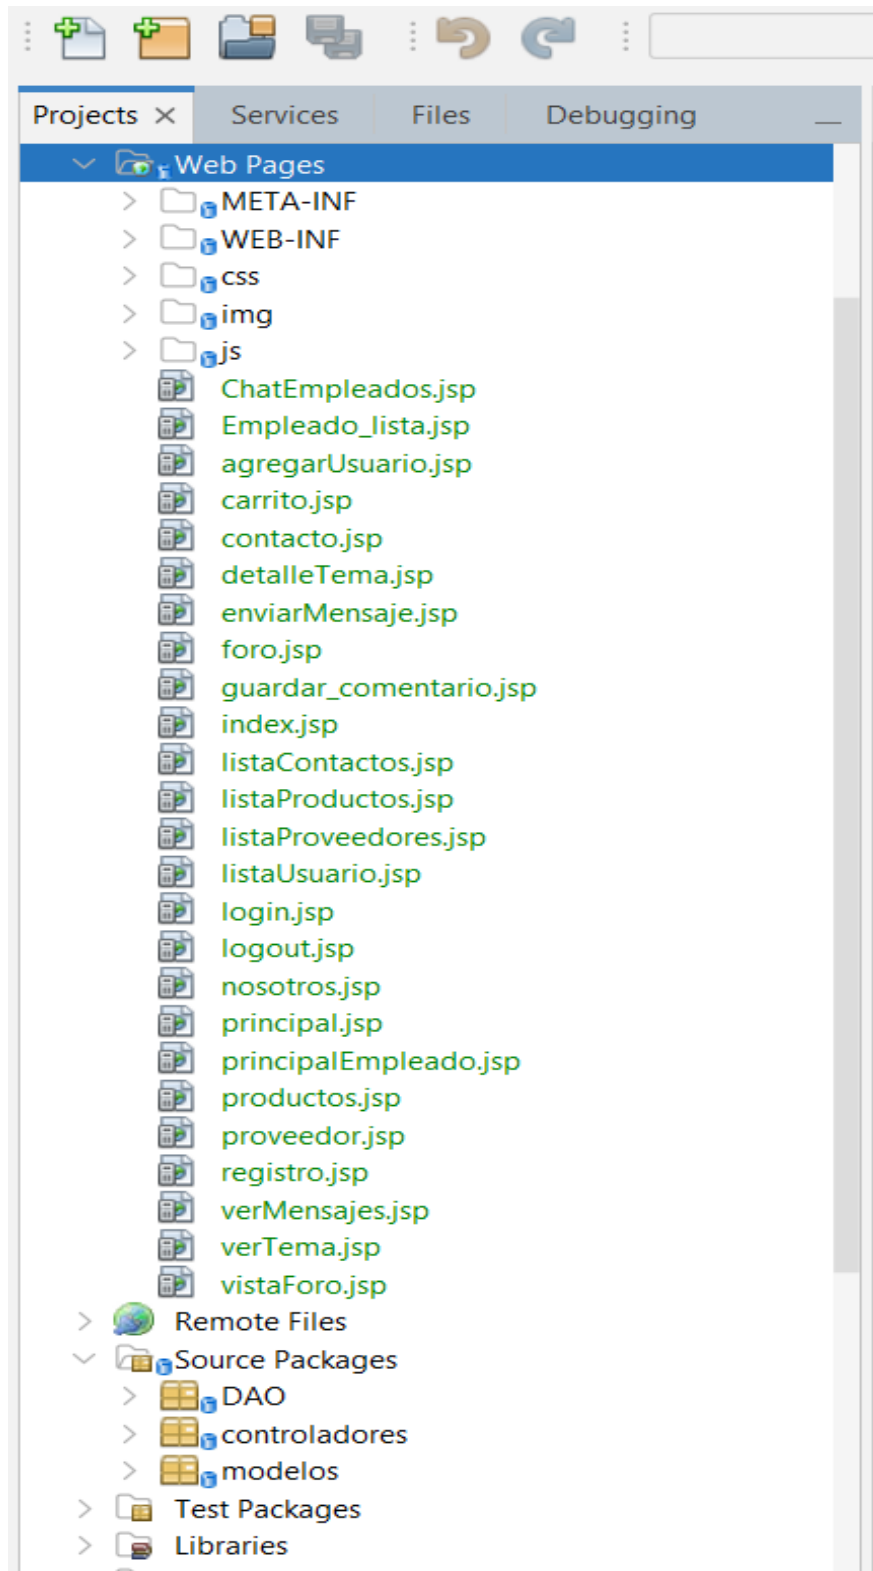 Projects × Services Files Debugging
Web Pages
META-INF
WEB-INF
css
img
js
ChatEmpleados.jsp
Empleado_lista.jsp
agregarUsuario.jsp
carrito.jsp
contacto.jsp
detalleTema.jsp
enviarMensaje.jsp
foro.jsp
guardar_comentario.jsp
index.jsp
listaContactos.jsp
listaProductos.jsp
listaProveedores.jsp
listaUsuario.jsp
login.jsp
logout.jsp
nosotros.jsp
principal.jsp
principalEmpleado.jsp
productos.jsp
proveedor.jsp
registro.jsp
verMensajes.jsp
verTema.jsp
vistaForo.jsp
Remote Files
Source Packages
DAO
controladores
modelos
Test Packages
Libraries